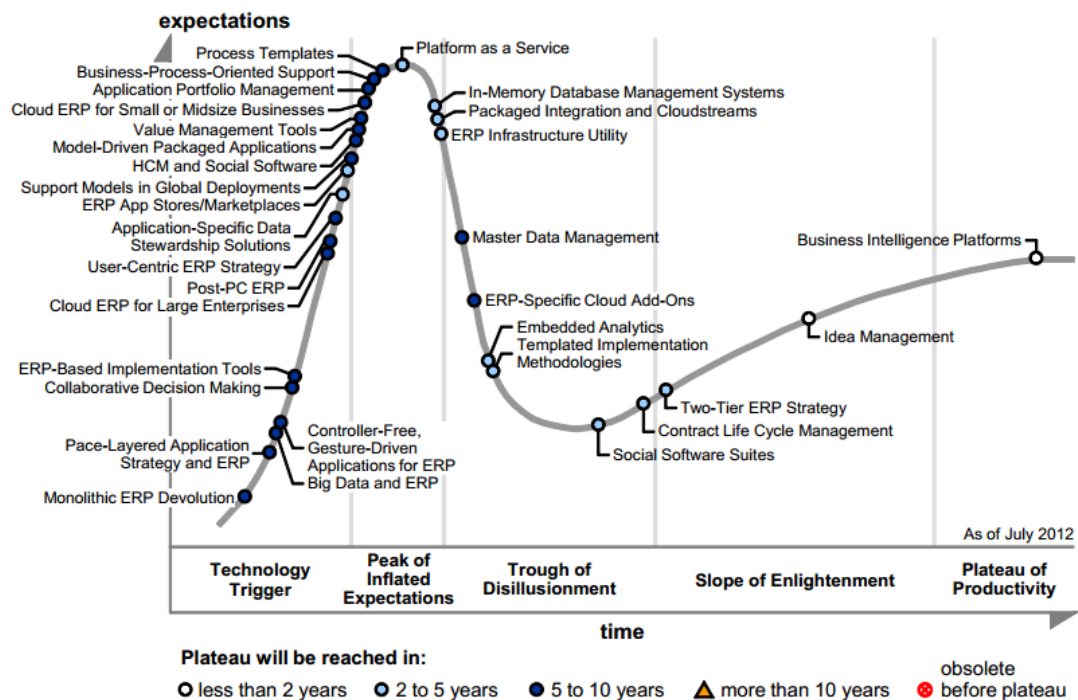 expectations
Process Templates
Platform as a Service
Business-Process-Oriented Support
Application Portfolio Management
Cloud ERP for Small or Midsize Businesses
Value Management Tools
Model-Driven Packaged Applications
HCM and Social Software
Support Models in Global Deployments
ERP App Stores/Marketplaces
Application-Specific Data
Stewardship Solutions
User-Centric ERP Strategy
Post-PC ERP
Cloud ERP for Large Enterprises
ERP-Based Implementation Tools
Collaborative Decision Making
Pace-Layered Application
Strategy and ERP
Monolithic ERP Devolution
Controller-Free,
Gesture-Driven
Applications for ERP
Big Data and ERP
In-Memory Database Management Systems
Packaged Integration and Cloudstreams
ERP Infrastructure Utility
Master Data Management
ERP-Specific Cloud Add-Ons
Embedded Analytics
Templated Implementation
Methodologies
Social Software Suites
Contract Life Cycle Management
Two-Tier ERP Strategy
Idea Management
Business Intelligence Platforms
As of July 2012
Technology
Trigger
Peak of
Inflated
Expectations
Trough of
Disillusionment
Slope of Enlightenment
Plateau of
Productivity
time
Plateau will be reached in:
less than 2 years
2 to 5 years
5 to 10 years
more than 10 years
obsolete
before plateau